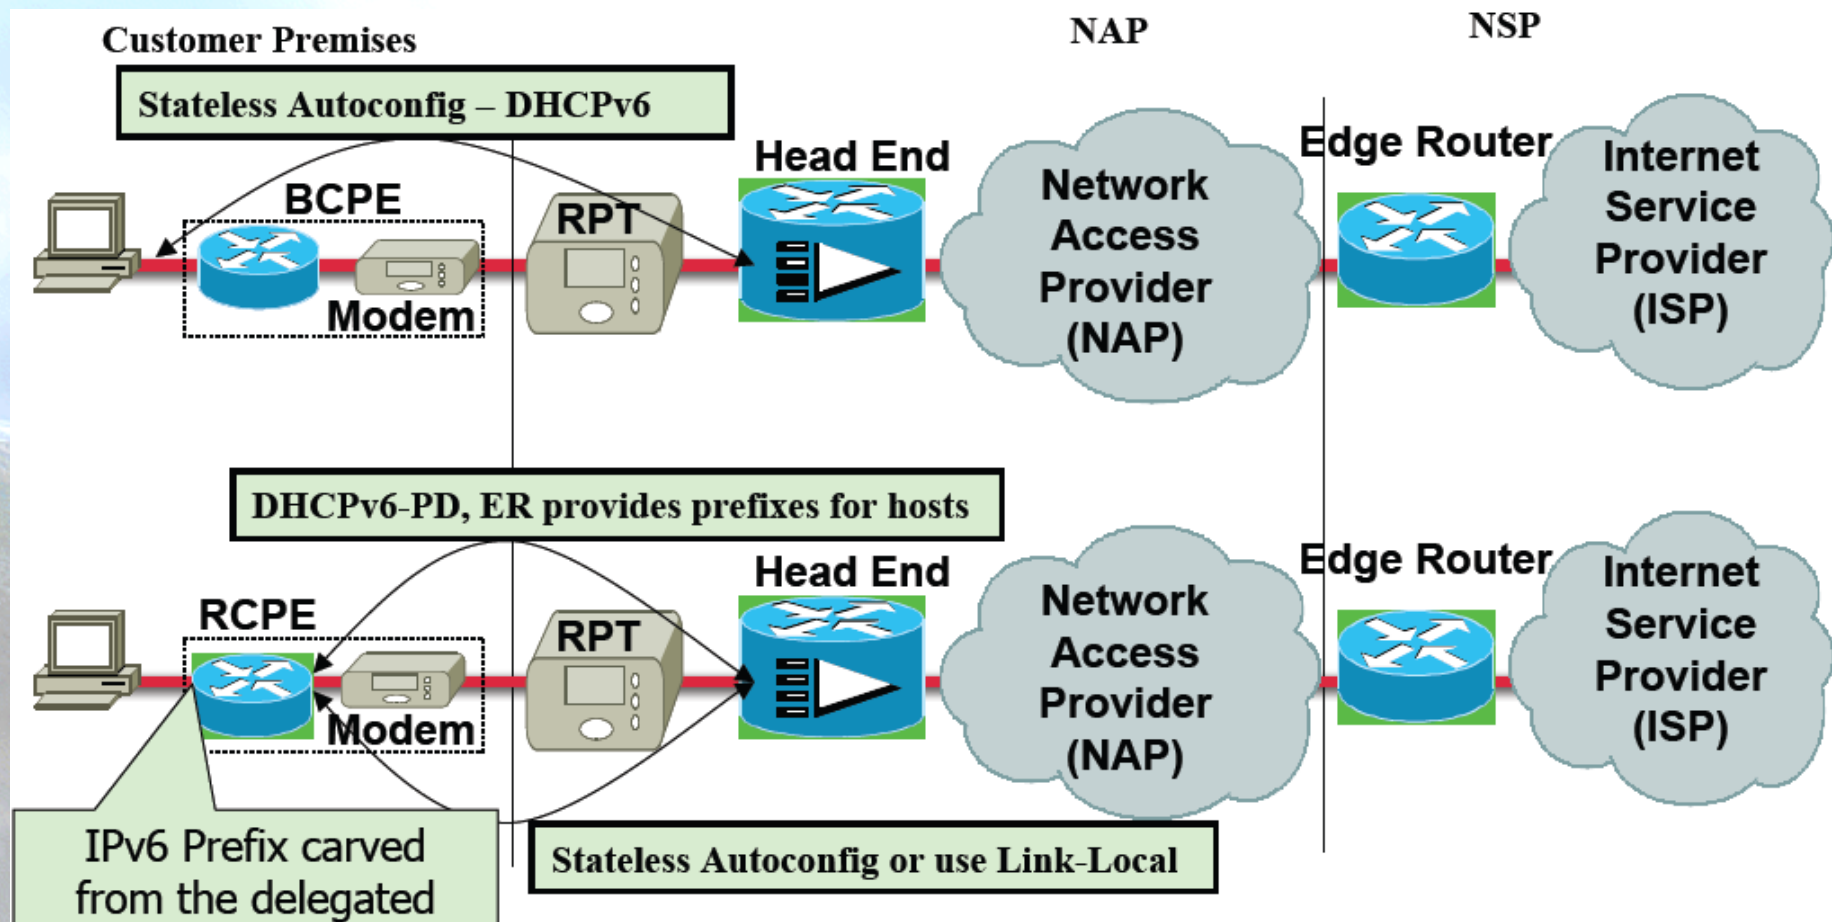 Customer Premises
NAP
NSP
Stateless Autoconfig – DHCPv6
Head End
Edge Router
BCPE
RPT
Modem
Network
Access
Provider
(NAP)
Internet
Service
Provider
(ISP)
DHCPv6-PD, ER provides prefixes for hosts
Head End
Edge Router
RCPE
RPT
Modem
Network
Access
Provider
(NAP)
Internet
Service
Provider
(ISP)
IPv6 Prefix carved
from the delegated
Stateless Autoconfig or use Link-Local